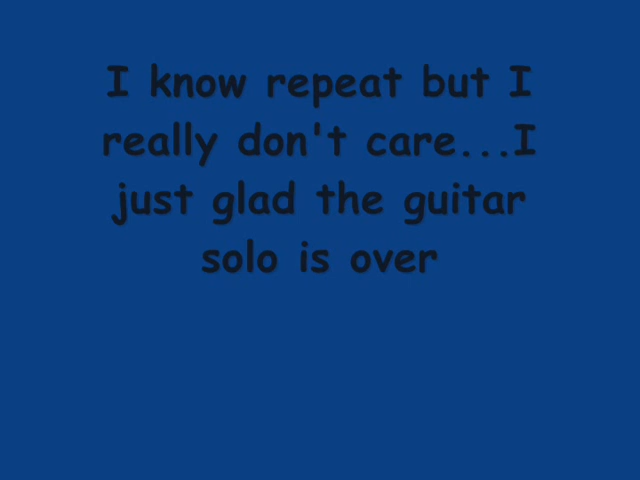 I know repeat but I
really don't care...I
just glad the guitar
solo is over